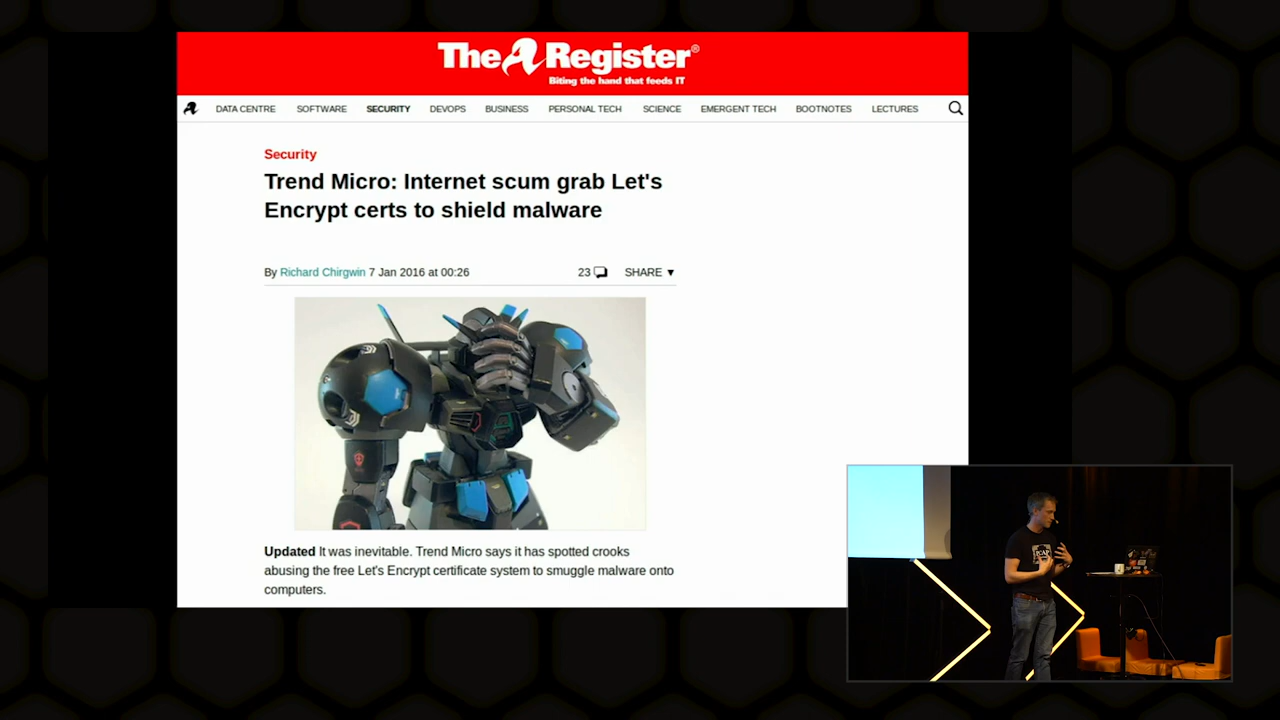 The Register®
Biting the hand that feeds IT
DATA CENTRE SOFTWARE SECURITY DEVOPS BUSINESS PERSONAL TECH SCIENCE EMERGENT TECH BOOTNOTES LECTURES
Security
Trend Micro: Internet scum grab Let's
Encrypt certs to shield malware
By Richard Chirgwin 7 Jan 2016 at 00:26 23 SHARE ▼
Updated It was inevitable. Trend Micro says it has spotted crooks
abusing the free Let's Encrypt certificate system to smuggle malware onto
computers.
PCAP